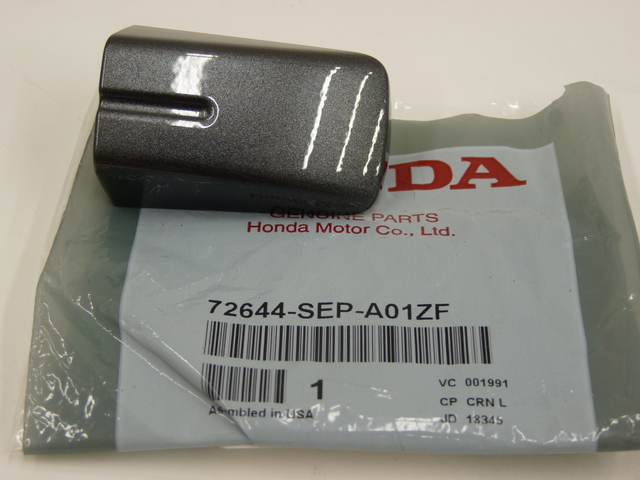 DA
GENUINE PARTS
Honda Motor Co., Ltd.
72644-SEP-A01ZF
1
VC 001991
CP CRN L
JD 18345
Assembled in USA